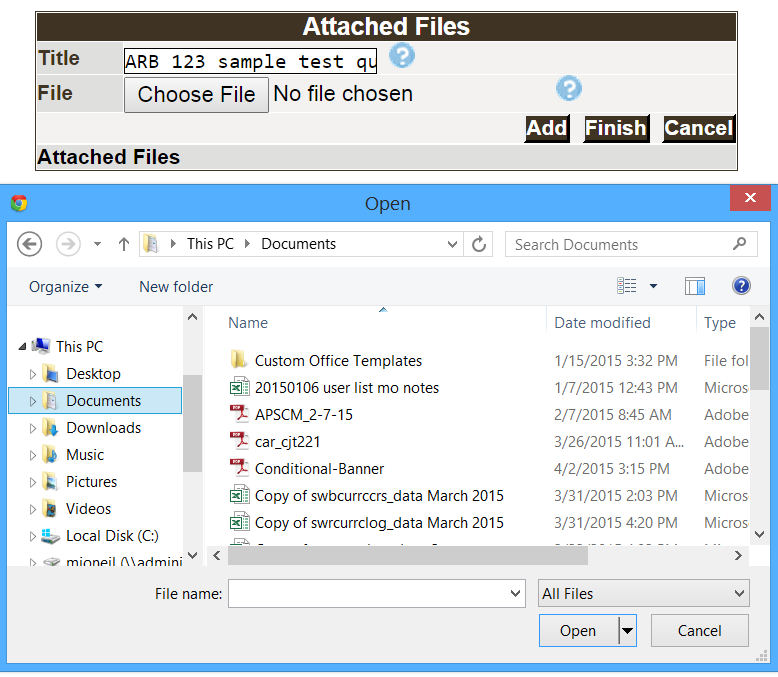 Attached Files
Title ARB 123 sample test qu ?
File Choose File No file chosen ?
Add Finish Cancel
Attached Files
Open
This PC Documents Search Documents
Organize New folder ?
Name Date modified Type
This PC
Custom Office Templates 1/15/2015 3:32 PM File fol
Desktop
20150106 user list mo notes 1/7/2015 12:43 PM Micros
Documents
APSCM_2-7-15 2/7/2015 8:45 AM Adobe
Downloads
car_cjt221 3/26/2015 11:01 A... Adobe
Music
Conditional-Banner 4/2/2015 3:15 PM Adobe
Pictures
Copy of swbcurrccrs_data March 2015 3/31/2015 2:03 PM Micros
Videos
Copy of swrcurrclog_data March 2015 3/31/2015 4:20 PM Micros
Local Disk (C:)
mioneil (\\admini
File name: All Files
Open Cancel